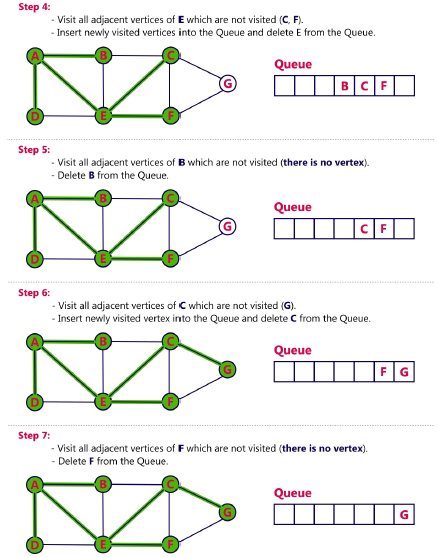 Step 4:
- Visit all adjacent vertices of E which are not visited (C, F).
- Insert newly visited vertices into the Queue and delete E from the Queue.
A B C
G
D E F
Queue
B C F
Step 5:
- Visit all adjacent vertices of B which are not visited (there is no vertex).
- Delete B from the Queue.
A B C
G
D E F
Queue
C F
Step 6:
- Visit all adjacent vertices of C which are not visited (G).
- Insert newly visited vertex into the Queue and delete C from the Queue.
A B C
G
D E F
Queue
F G
Step 7:
- Visit all adjacent vertices of F which are not visited (there is no vertex).
- Delete F from the Queue.
A B C
G
D E F
Queue
G